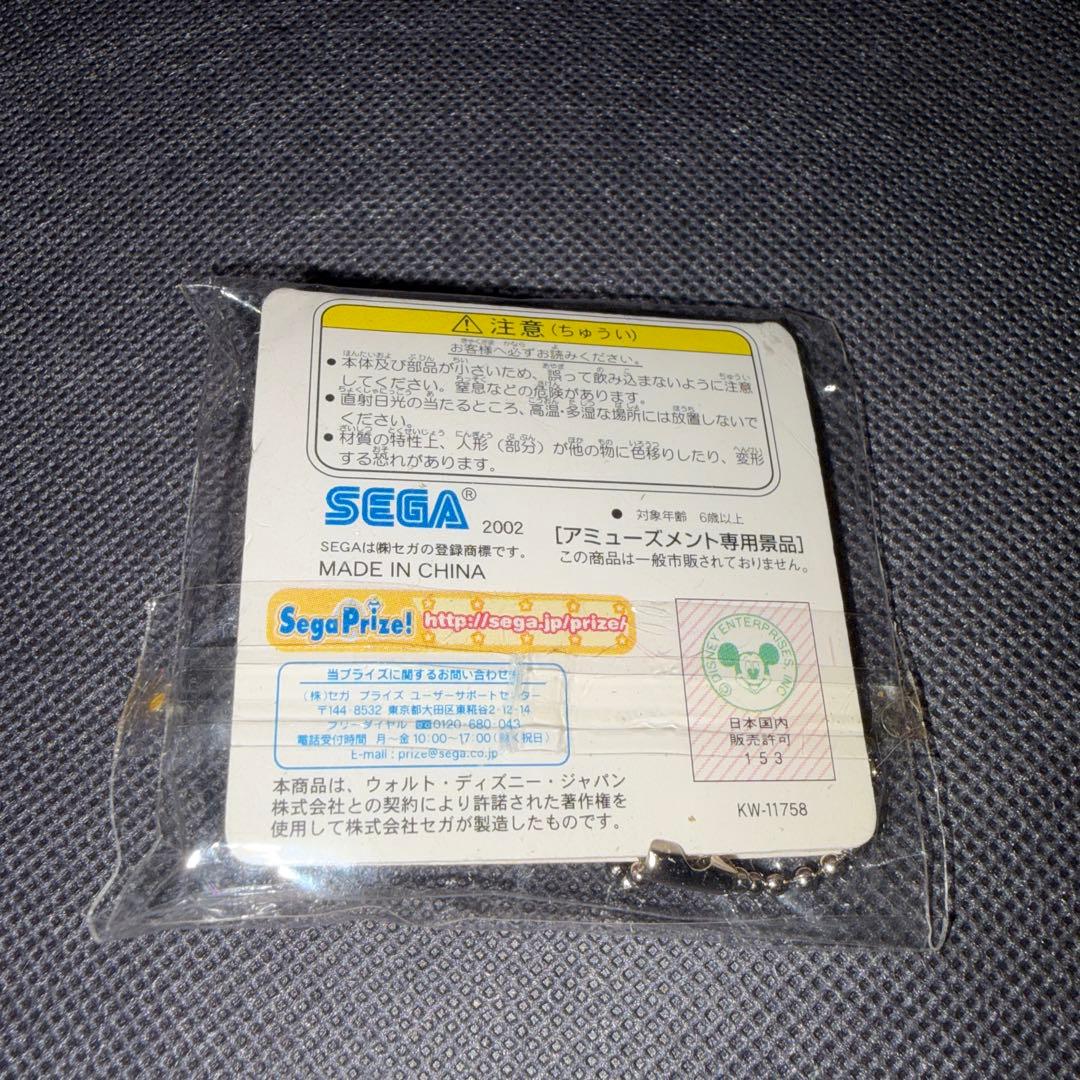 ⚠ 注意(ちゅうい)
お客様へ必ずお読みください。
●本体及び部品が小さいため、誤って飲み込まないように注意
してください。窒息などの危険があります。
●直射日光の当たるところ、高温・多湿な場所には放置しないで
ください。
●材質の特性上、人形(部分)が他の物に色移りしたり、変形
する恐れがあります。
SEGA® 2002
● 対象年齢 6歳以上
SEGAは㈱セガの登録商標です。
[アミューズメント専用景品]
MADE IN CHINA
この商品は一般市販されておりません。
Sega Prize! http://sega.jp/prize/
当プライズに関するお問い合わせ
(株)セガ プライズ ユーザーサポートセンター
〒144-8532 東京都大田区東糀谷2-12-14
フリーダイヤル 0120-680-043
電話受付時間 月〜金 10:00〜17:00(除く祝日)
E-mail : prize@sega.co.jp
© DISNEY ENTERPRISES, INC
日本国内
販売許可
153
本商品は、ウォルト・ディズニー・ジャパン
株式会社との契約により許諾された著作権を
使用して株式会社セガが製造したものです。
KW-11758